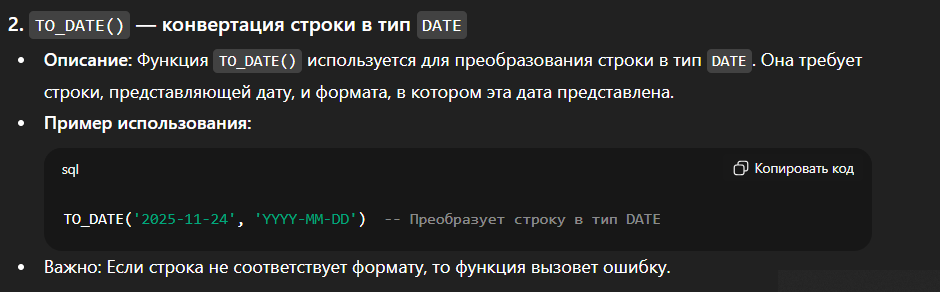 2. TO_DATE() — конвертация строки в тип DATE
• Описание: Функция TO_DATE() используется для преобразования строки в тип DATE. Она требует
строки, представляющей дату, и формата, в котором эта дата представлена.
• Пример использования:
sql Копировать код
TO_DATE('2025-11-24', 'YYYY-MM-DD') -- Преобразует строку в тип DATE
• Важно: Если строка не соответствует формату, то функция вызовет ошибку.